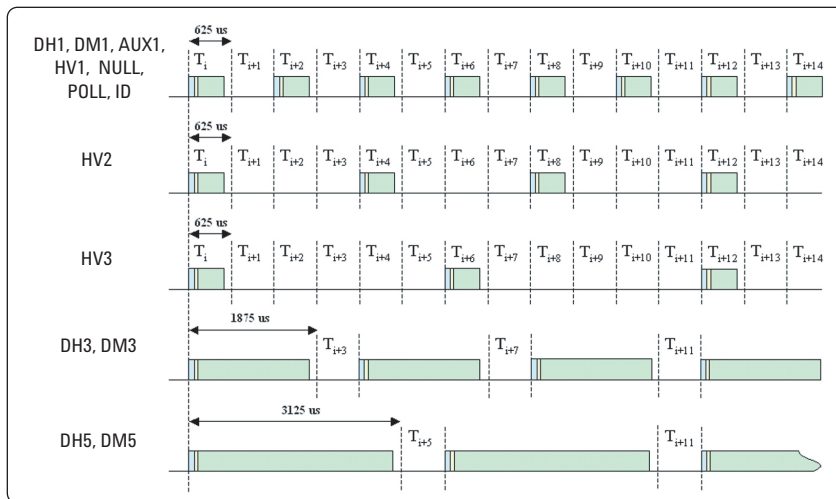 DH1, DM1, AUX1,
HV1, NULL,
POLL, ID
625 us
Ti Ti+1 Ti+2 Ti+3 Ti+4 Ti+5 Ti+6 Ti+7 Ti+8 Ti+9 Ti+10 Ti+11 Ti+12 Ti+13 Ti+14
HV2
625 us
Ti Ti+1 Ti+2 Ti+3 Ti+4 Ti+5 Ti+6 Ti+7 Ti+8 Ti+9 Ti+10 Ti+11 Ti+12 Ti+13 Ti+14
HV3
625 us
Ti Ti+1 Ti+2 Ti+3 Ti+4 Ti+5 Ti+6 Ti+7 Ti+8 Ti+9 Ti+10 Ti+11 Ti+12 Ti+13 Ti+14
DH3, DM3
1875 us
Ti+3 Ti+7 Ti+11
DH5, DM5
3125 us
Ti+5 Ti+11